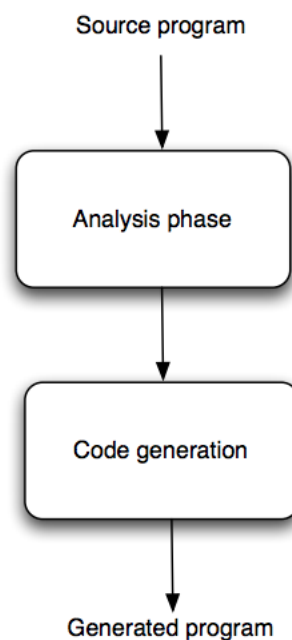 Source program
Analysis phase
Code generation
Generated program